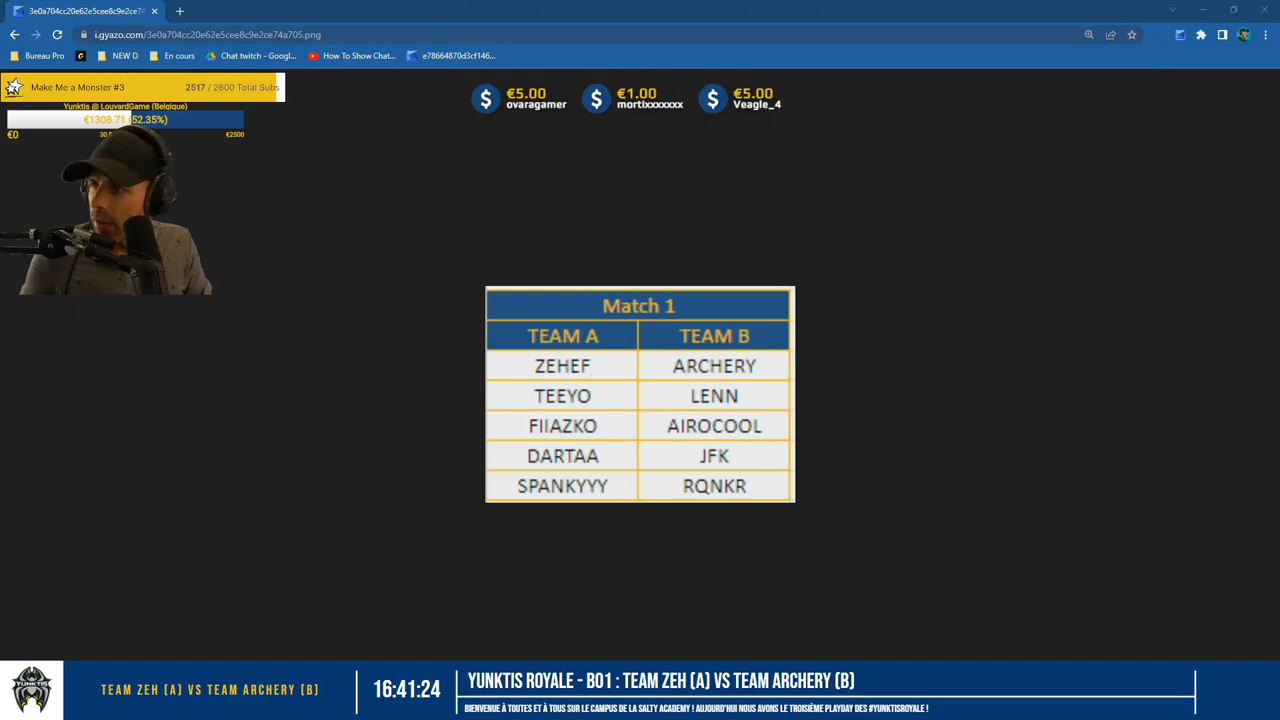 3e0a704cc20e62e5cee8c9e2ce74
i.gyazo.com/3e0a704cc20e62e5cee8c9e2ce74a705.png
Bureau Pro
NEW D
En cours
Chat twitch - Googl...
How To Show Chat...
e78664870d3cf146...
Make Me a Monster #3 2517 / 2600 Total Subs
Yunktis @ LouvardGame (Belgique)
€1308.71 (52.35%)
€0 €2500
€5.00
ovaragamer
€1.00
mortixxxxxxx
€5.00
Veagle_4
Match 1
TEAM A TEAM B
ZEHEF ARCHERY
TEEYO LENN
FIIAZKO AIROCOOL
DARTAA JFK
SPANKYYY RQNKR
YUNKTIS
TEAM ZEH (A) VS TEAM ARCHERY (B)
16:41:24
YUNKTIS ROYALE - BO1 : TEAM ZEH (A) VS TEAM ARCHERY (B)
BIENVENUE À TOUTES ET À TOUS SUR LE CAMPUS DE LA SALTY ACADEMY ! AUJOURD'HUI NOUS AVONS LE TROISIÈME PLAYDAY DES #YUNKTISROYALE !